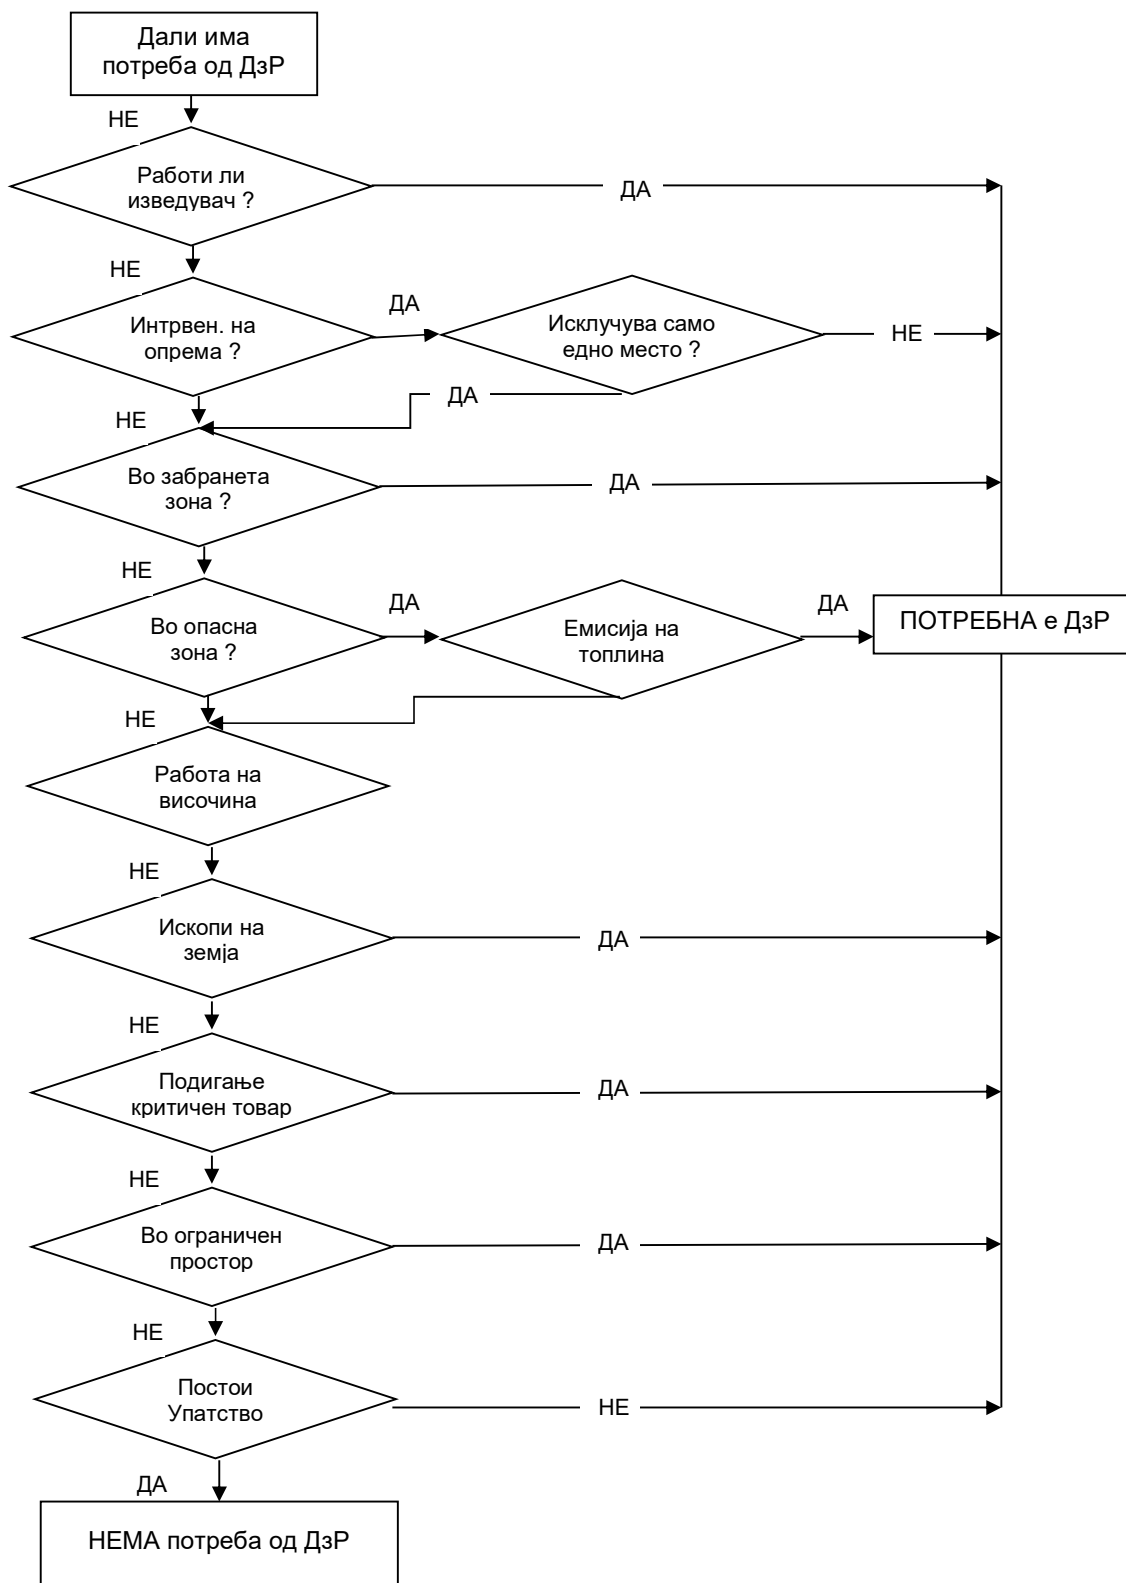 Дали има
потреба од ДзР
НЕ
Работи ли
изведувач ?
ДА
НЕ
Интрвен. на
опрема ?
ДА
Исклучува само
едно место ?
НЕ
ДА
НЕ
Во забранета
зона ?
ДА
НЕ
Во опасна
зона ?
ДА
Емисија на
топлина
ДА
ПОТРЕБНА е ДзР
НЕ
Работа на
височина
НЕ
Ископи на
земја
ДА
НЕ
Подигање
критичен товар
ДА
НЕ
Во ограничен
простор
ДА
НЕ
Постои
Упатство
НЕ
ДА
НЕМА потреба од ДзР